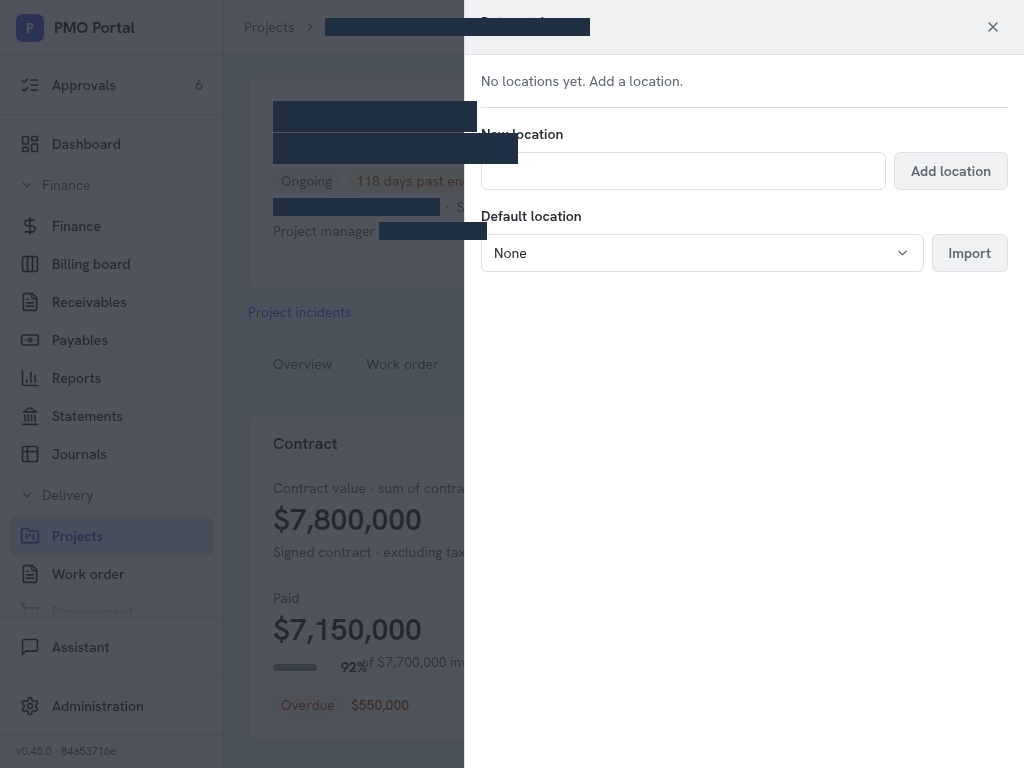 P PMO Portal
Projects
Approvals 6
Dashboard
Finance
Finance
Billing board
Receivables
Payables
Reports
Statements
Journals
Delivery
Projects
Work order
Procurement
Assistant
Administration
v0.45.0 · 84a53716e
Ongoing 118 days past
Project manager
Project incidents
Overview Work order
Contract
Contract value · sum of
$7,800,000
Signed contract · excluding tax
Paid
$7,150,000
92% of $7,700,000
Overdue $550,000
No locations yet. Add a location.
New location
Add location
Default location
None
Import